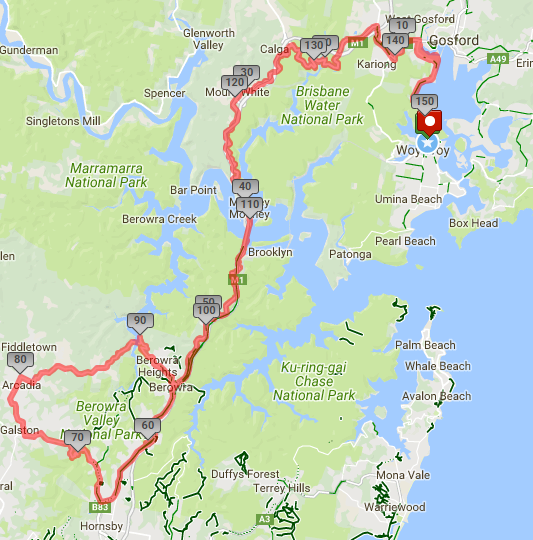 West Gosford
Glenworth
Valley
10
Gosford
Gunderman
Calga
130
0
M1
140
Kariong
A49
Erin
30
120
Mount White
150
Spencer
Brisbane
Water
National Park
Singletons Mill
Woy Woy
Marramarra
National Park
Bar Point
40
110
Mooney
Mooney
Umina Beach
Berowra Creek
Box Head
Pearl Beach
Brooklyn
Patonga
len
M1
50
100
90
Fiddletown
80
Berowra
Heights
Palm Beach
Arcadia
Berowra
Ku-ring-gai
Chase
National Park
Whale Beach
Avalon Beach
Berowra
Valley
National Park
60
Galston
70
Duffys Forest
Mona Vale
ral
Terrey Hills
B83
Warriewood
Hornsby
A3